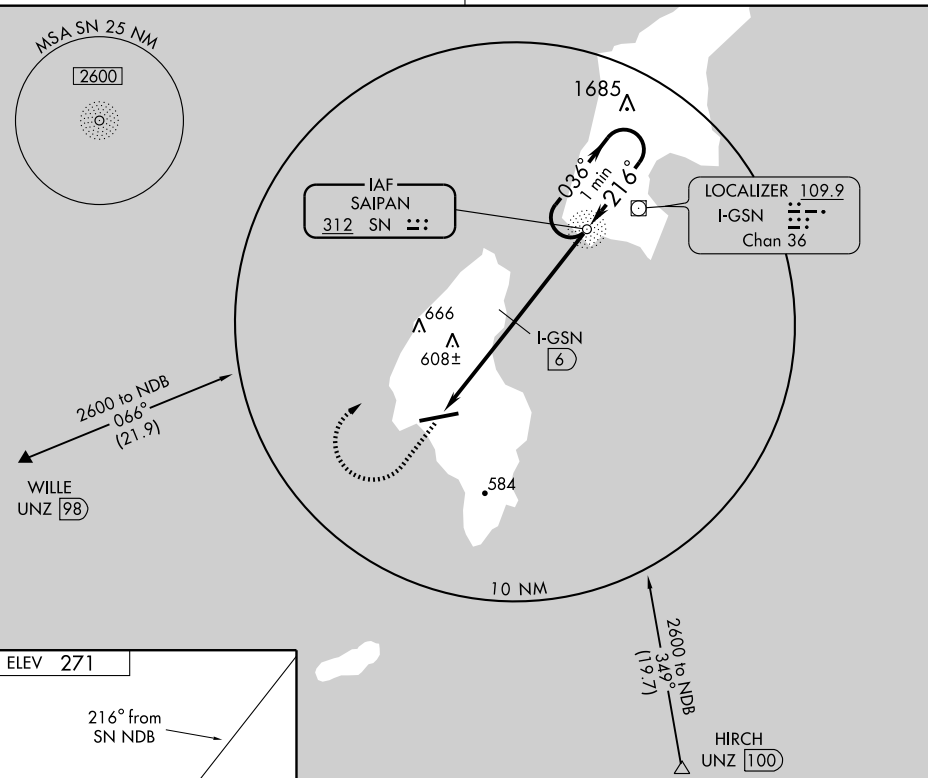 MSA SN 25 NM
2600
1685
036°
1 min
216°
IAF
SAIPAN
312 SN
LOCALIZER 109.9
I-GSN
Chan 36
666
608±
I-GSN
6
2600 to NDB
066°
(21.9)
WILLE
UNZ 98
584
10 NM
2600 to NDB
349°
(19.7)
HIRCH
UNZ 100
ELEV 271
216° from
SN NDB